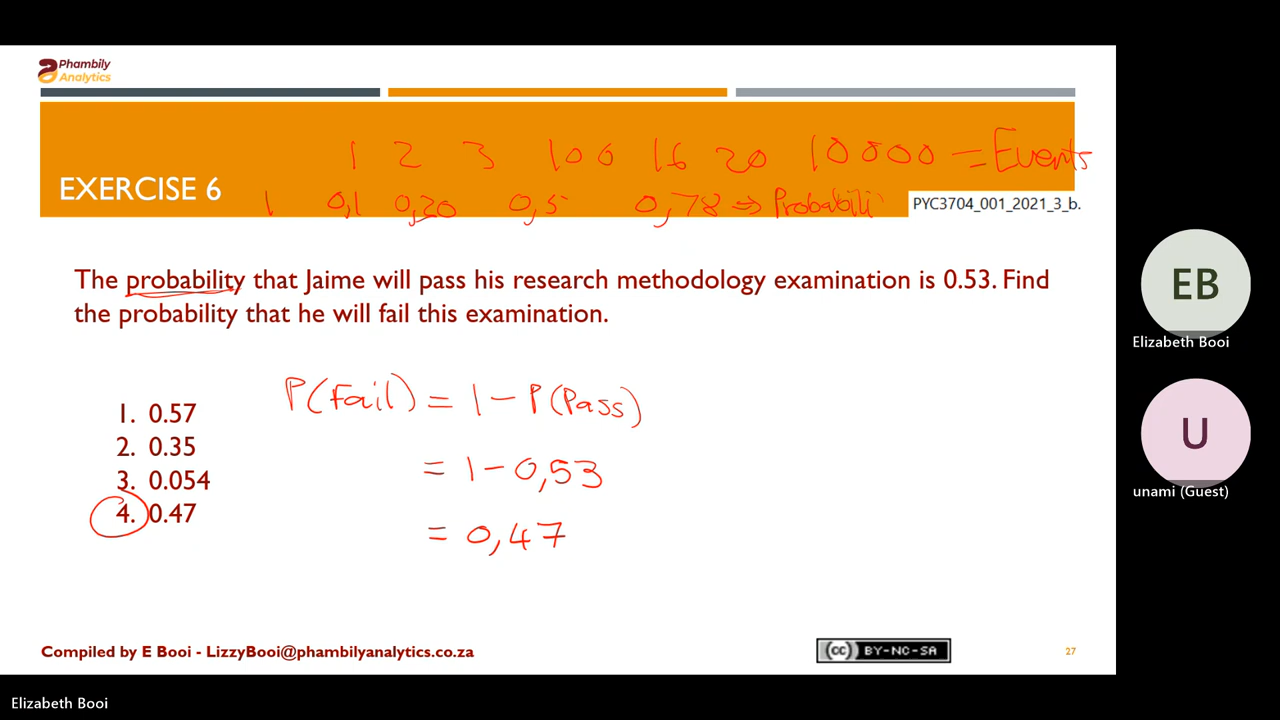 Phambily
Analytics
1 2 3 100 16 20 10000 = Events
EXERCISE 6
1 0,1 0,20 0,5 0,78 => Probabili
PYC3704_001_2021_3_b.
The probability that Jaime will pass his research methodology examination is 0.53. Find
the probability that he will fail this examination.
P(Fail) = 1 - P(Pass)
= 1 - 0,53
= 0,47
1. 0.57
2. 0.35
3. 0.054
4. 0.47
Compiled by E Booi - LizzyBooi@phambilyanalytics.co.za
cc BY-NC-SA
27
EB
Elizabeth Booi
U
unami (Guest)
Elizabeth Booi